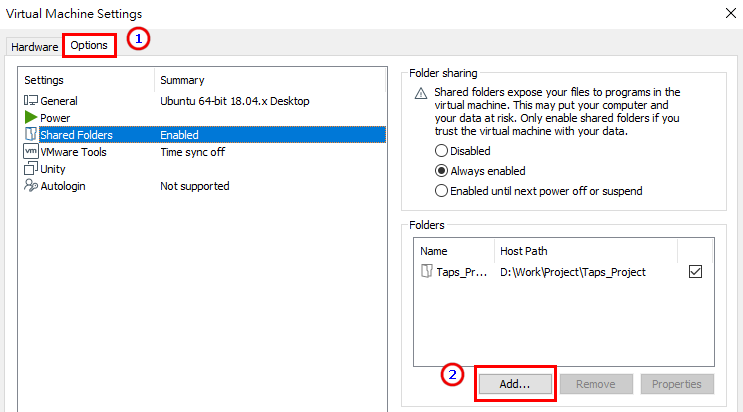 Virtual Machine Settings
1
Hardware
Options
Settings
Summary
General
Ubuntu 64-bit 18.04.x Desktop
Power
Shared Folders
Enabled
vm
VMware Tools
Time sync off
Unity
Autologin
Not supported
Folder sharing
Shared folders expose your files to programs in the
virtual machine. This may put your computer and
your data at risk. Only enable shared folders if you
trust the virtual machine with your data.
Disabled
Always enabled
Enabled until next power off or suspend
Folders
Name
Host Path
Taps_Pr...
D:\Work\Project\Taps_Project
2
Add...
Remove
Properties